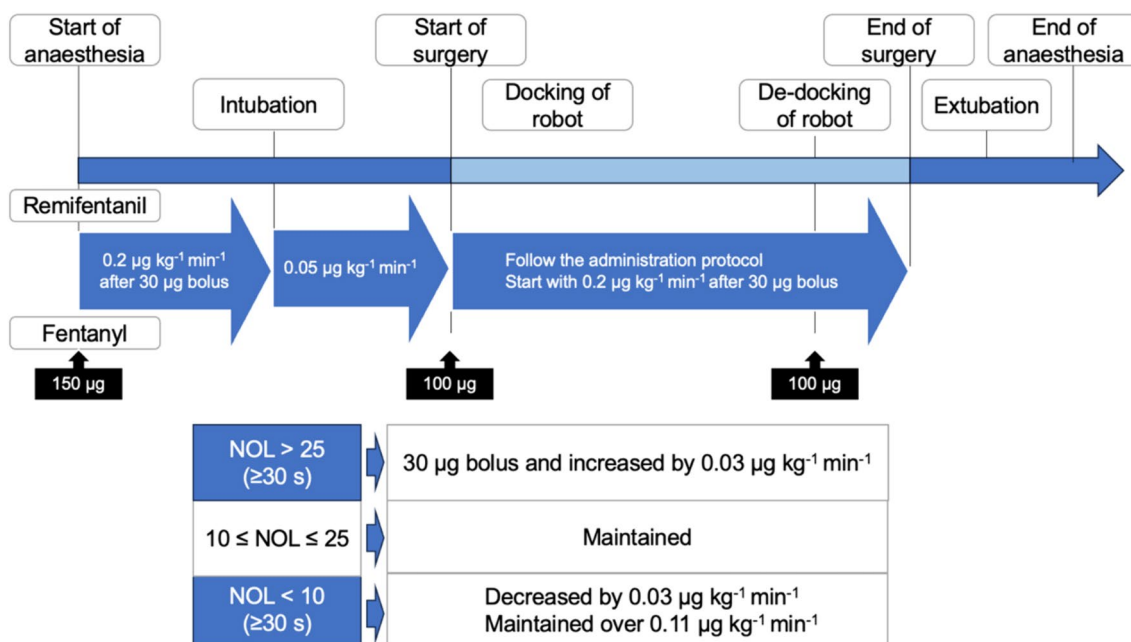 Start of
anaesthesia
Start of
surgery
End of
surgery
End of
anaesthesia
Intubation
Docking of
robot
De-docking
of robot
Extubation
Remifentanil
0.2 µg kg⁻¹ min⁻¹
after 30 µg bolus
0.05 µg kg⁻¹ min⁻¹
Follow the administration protocol
Start with 0.2 µg kg⁻¹ min⁻¹ after 30 µg bolus
Fentanyl
150 µg
100 µg
100 µg
NOL > 25
(≥30 s)
30 µg bolus and increased by 0.03 µg kg⁻¹ min⁻¹
10 ≤ NOL ≤ 25
Maintained
NOL < 10
(≥30 s)
Decreased by 0.03 µg kg⁻¹ min⁻¹
Maintained over 0.11 µg kg⁻¹ min⁻¹